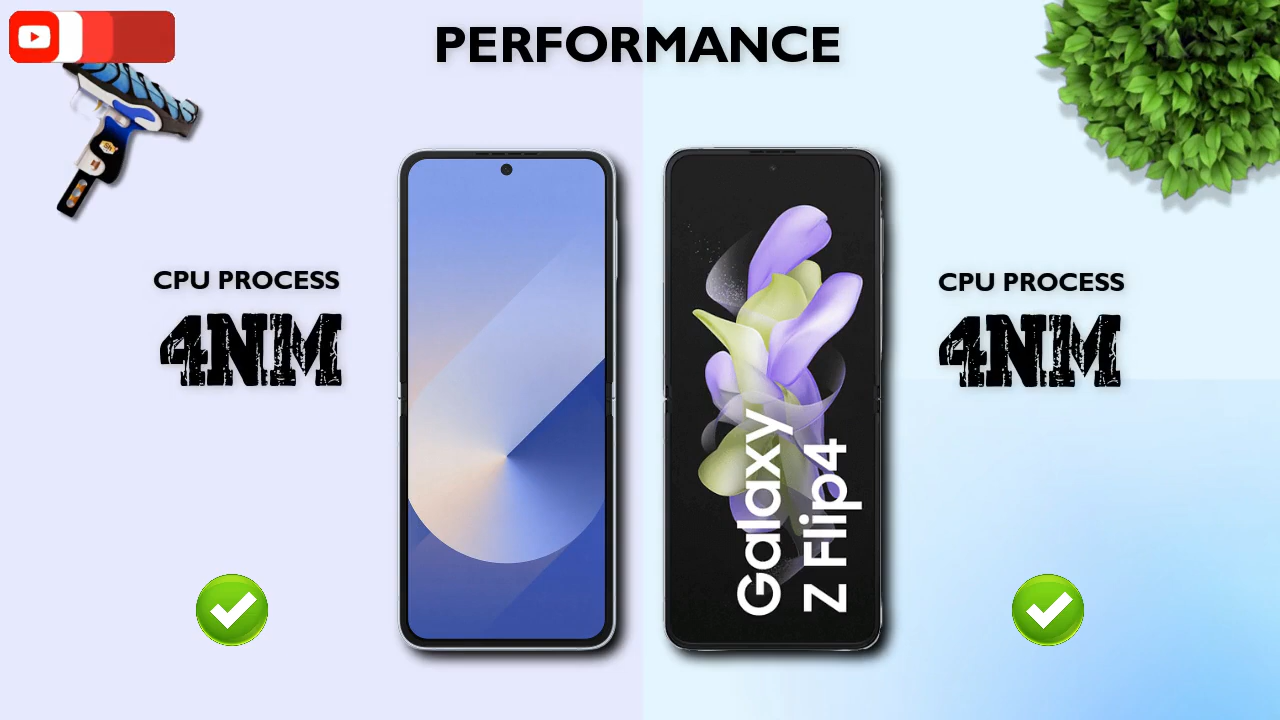 PERFORMANCE
CPU PROCESS
4NM
CPU PROCESS
4NM
Galaxy
Z Flip4